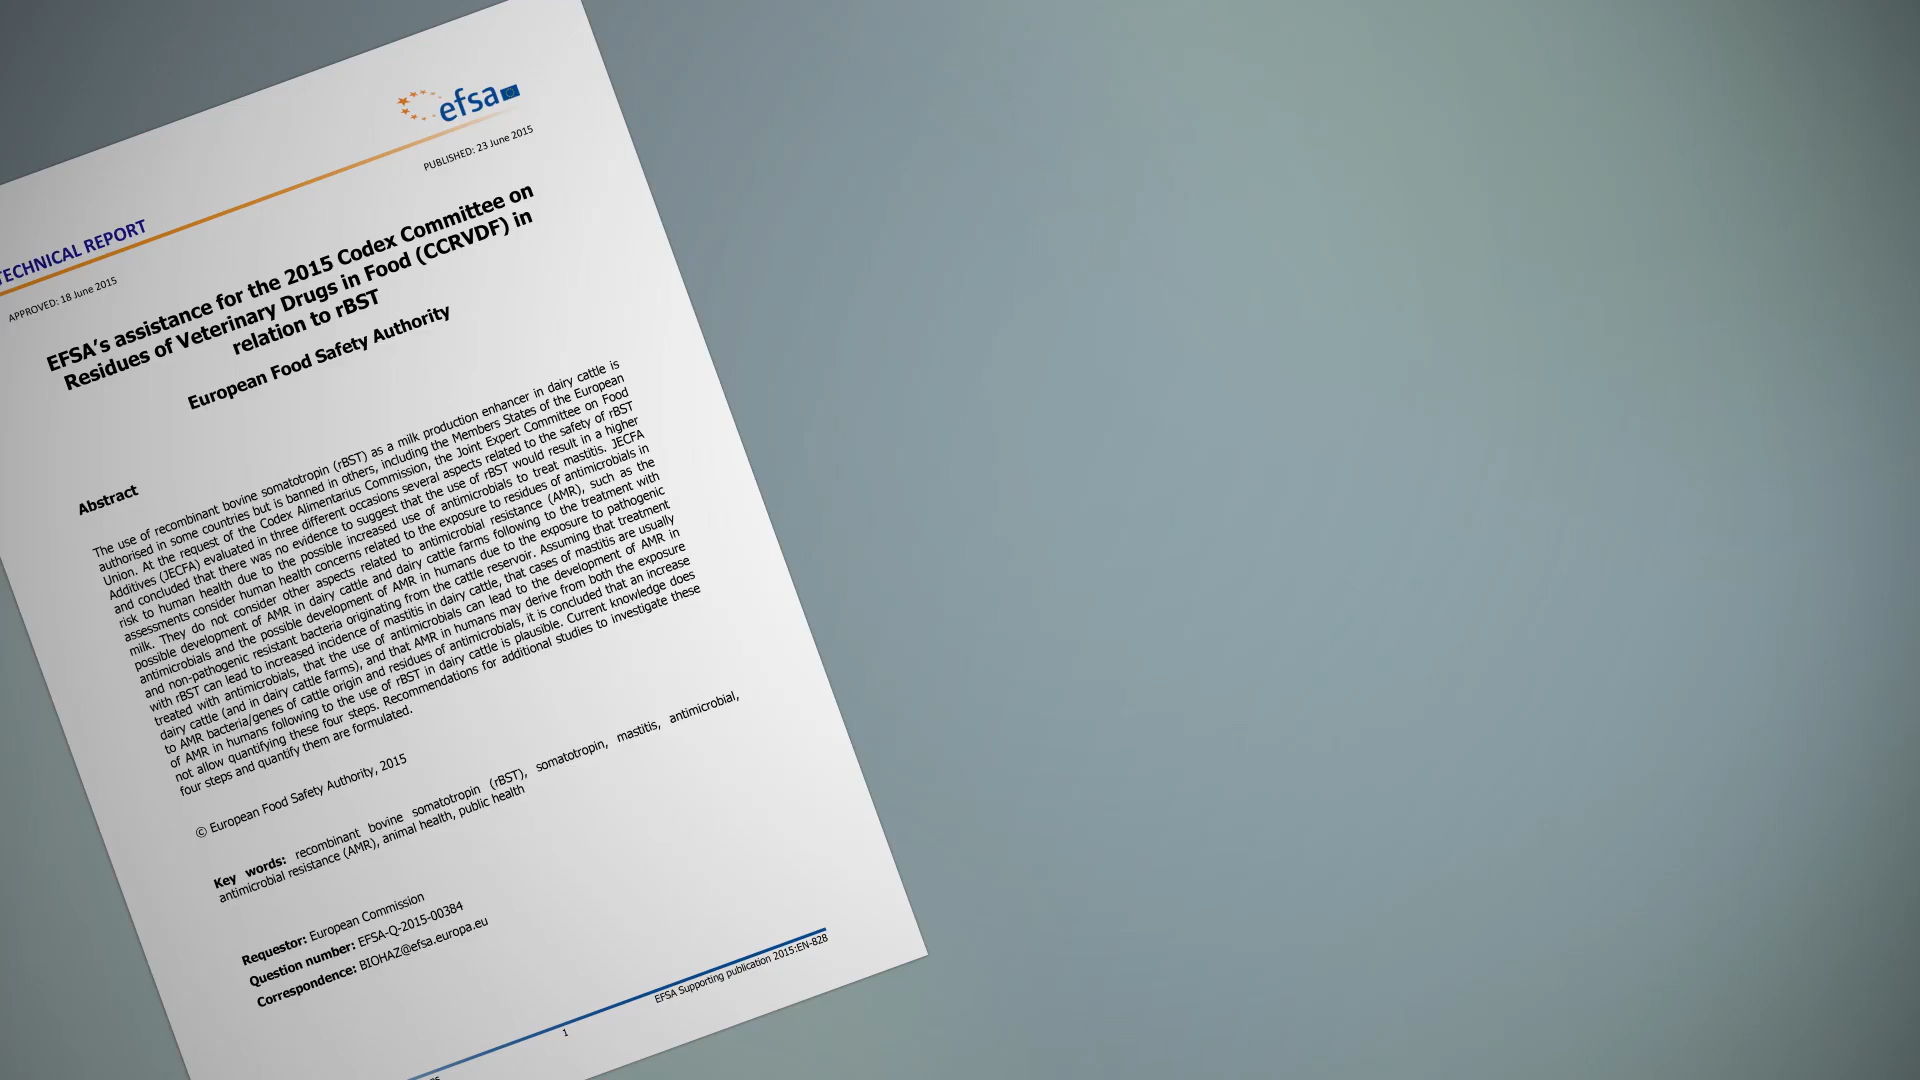 efsa
TECHNICAL REPORT
APPROVED: 18 June 2015
PUBLISHED: 23 June 2015
EFSA's assistance for the 2015 Codex Committee on
Residues of Veterinary Drugs in Food (CCRVDF) in
relation to rBST
European Food Safety Authority
Abstract
The use of recombinant bovine somatotropin (rBST) as a milk production enhancer in dairy cattle is
authorised in some countries but is banned in others, including the Members States of the European
Union. At the request of the Codex Alimentarius Commission, the Joint Expert Committee on Food
Additives (JECFA) evaluated in three different occasions several aspects related to the safety of rBST
and concluded that there was no evidence to suggest that the use of rBST would result in a higher
risk to human health due to the possible increased use of antimicrobials to treat mastitis. JECFA
assessments consider human health concerns related to the exposure to residues of antimicrobials in
milk. They do not consider other aspects related to antimicrobial resistance (AMR), such as the
possible development of AMR in dairy cattle and dairy cattle farms following to the treatment with
antimicrobials and the possible development of AMR in humans due to the exposure to pathogenic
and non-pathogenic resistant bacteria originating from the cattle reservoir. Assuming that treatment
with rBST can lead to increased incidence of mastitis in dairy cattle, that cases of mastitis are usually
treated with antimicrobials, that the use of antimicrobials can lead to the development of AMR in
dairy cattle (and in dairy cattle farms), and that AMR in humans may derive from both the exposure
to AMR bacteria/genes of cattle origin and residues of antimicrobials, it is concluded that an increase
of AMR in humans following to the use of rBST in dairy cattle is plausible. Current knowledge does
not allow quantifying these four steps. Recommendations for additional studies to investigate these
four steps and quantify them are formulated.
© European Food Safety Authority, 2015
Key words: recombinant bovine somatotropin (rBST), somatotropin, mastitis, antimicrobial,
antimicrobial resistance (AMR), animal health, public health
Requestor: European Commission
Question number: EFSA-Q-2015-00384
Correspondence: BIOHAZ@efsa.europa.eu
1
EFSA Supporting publication 2015:EN-828